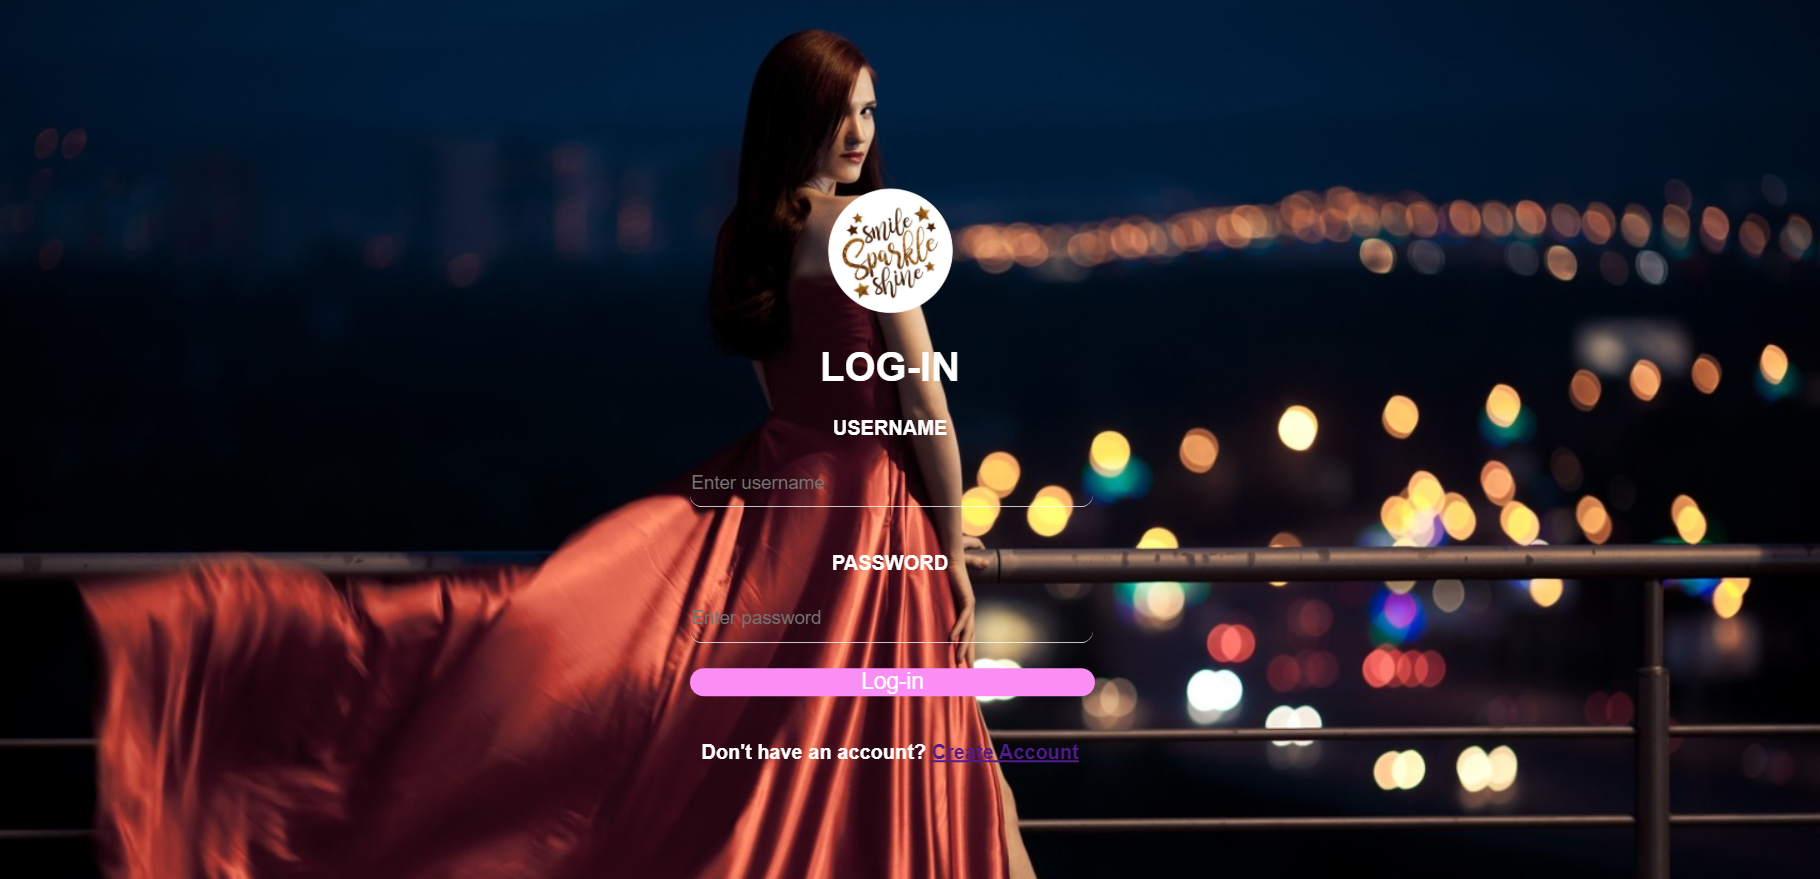 smile
Sparkle
shine
LOG-IN
USERNAME
Enter username
PASSWORD
Enter password
Log-in
Don't have an account? Create Account